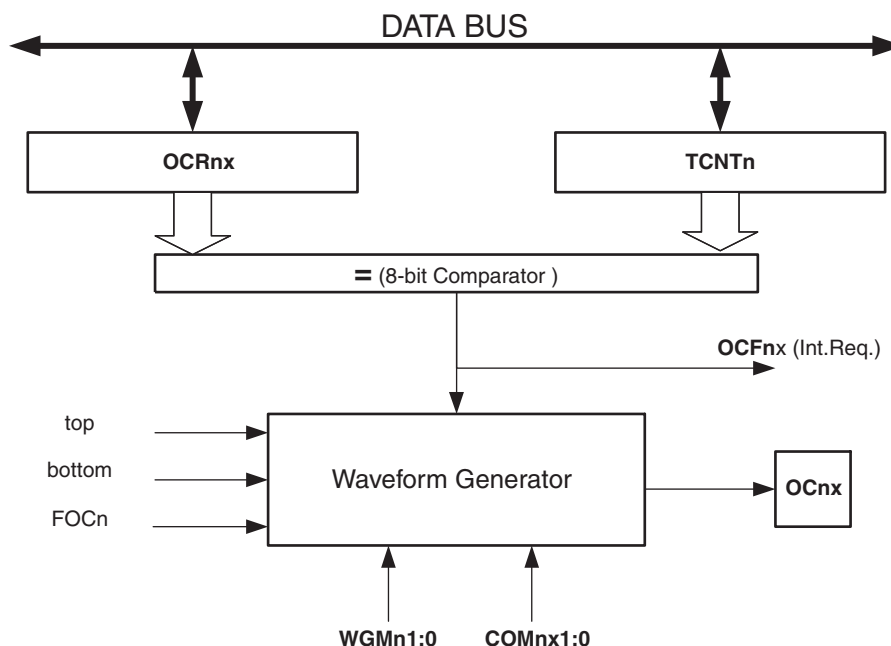 DATA BUS
OCRnx
TCNTn
= (8-bit Comparator )
OCFnx (Int.Req.)
top
bottom
FOCn
Waveform Generator
OCnx
WGMn1:0
COMnx1:0